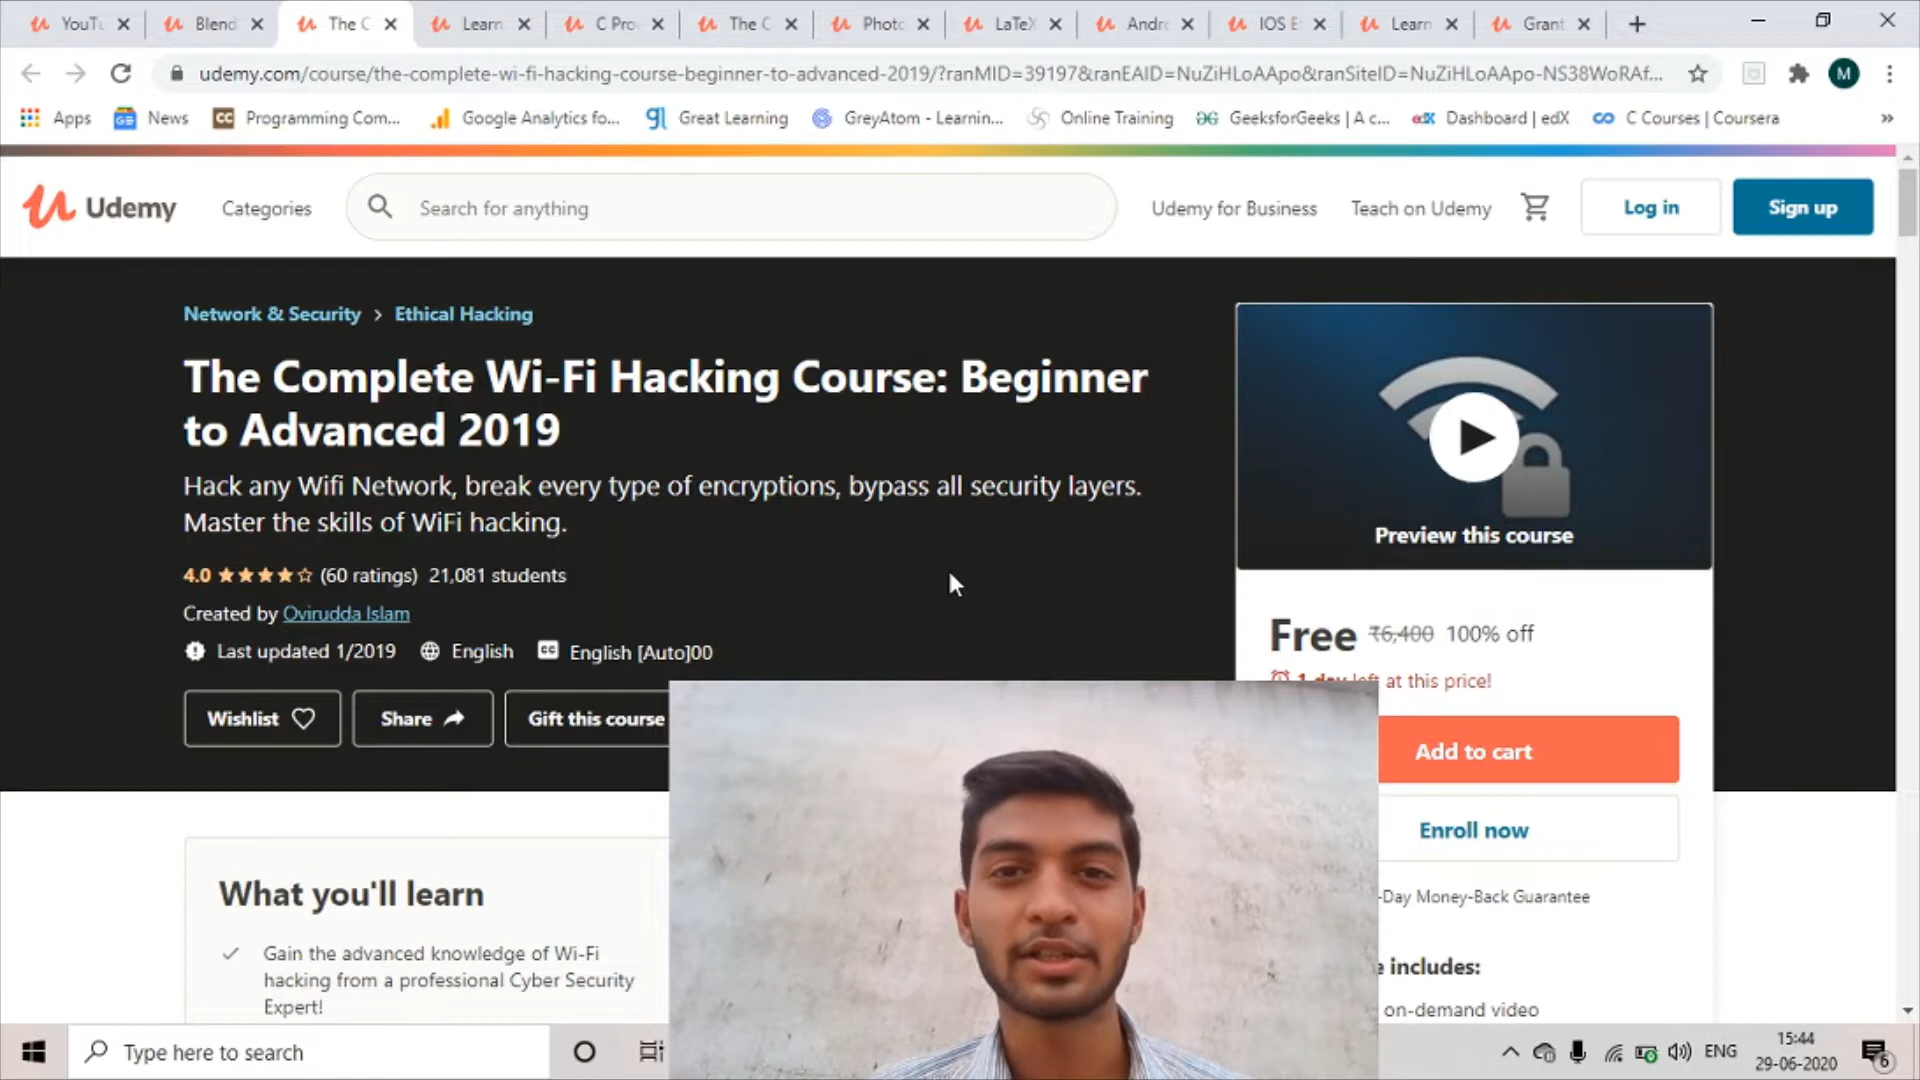 YouTu
Blend
The C
Learn
C Pro
The C
Photo
LaTeX
Andro
IOS E
Learn
Grant
udemy.com/course/the-complete-wi-fi-hacking-course-beginner-to-advanced-2019/?ranMID=39197&ranEAID=NuZiHLoAApo&ranSiteID=NuZiHLoAApo-NS38WoRAf...
M
Apps
News
Programming Com...
Google Analytics fo...
Great Learning
GreyAtom - Learnin...
Online Training
GeeksforGeeks | A c...
Dashboard | edX
C Courses | Coursera
»
Udemy
Categories
Search for anything
Udemy for Business
Teach on Udemy
Log in
Sign up
Network & Security > Ethical Hacking
The Complete Wi-Fi Hacking Course: Beginner
to Advanced 2019
Hack any Wifi Network, break every type of encryptions, bypass all security layers.
Master the skills of WiFi hacking.
4.0 (60 ratings) 21,081 students
Created by Ovirudda Islam
Last updated 1/2019 English English [Auto]00
Wishlist
Share
Gift this course
Preview this course
Free ₹6,400 100% off
1 day left at this price!
Add to cart
Enroll now
-Day Money-Back Guarantee
e includes:
on-demand video
What you'll learn
Gain the advanced knowledge of Wi-Fi
hacking from a professional Cyber Security
Expert!
Type here to search
ENG
15:44
29-06-2020
6